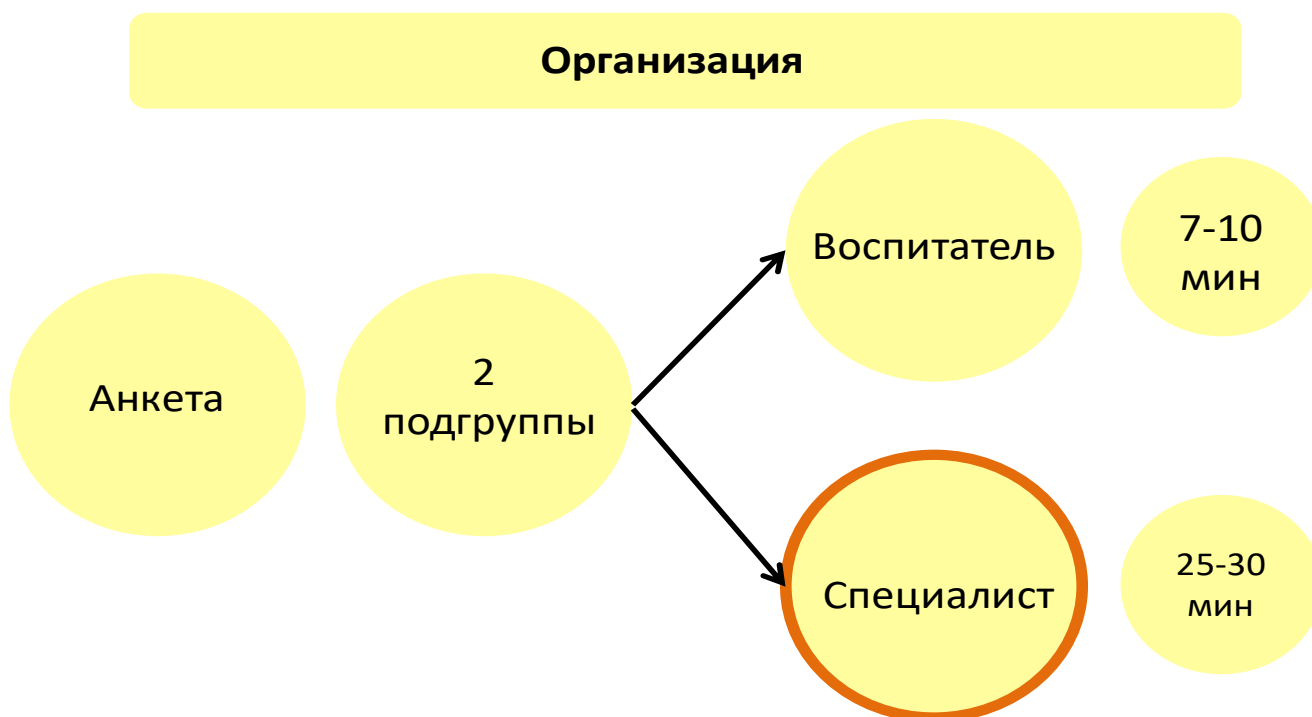 Организация
Анкета
2
подгруппы
Воспитатель
7-10
мин
Специалист
25-30
мин